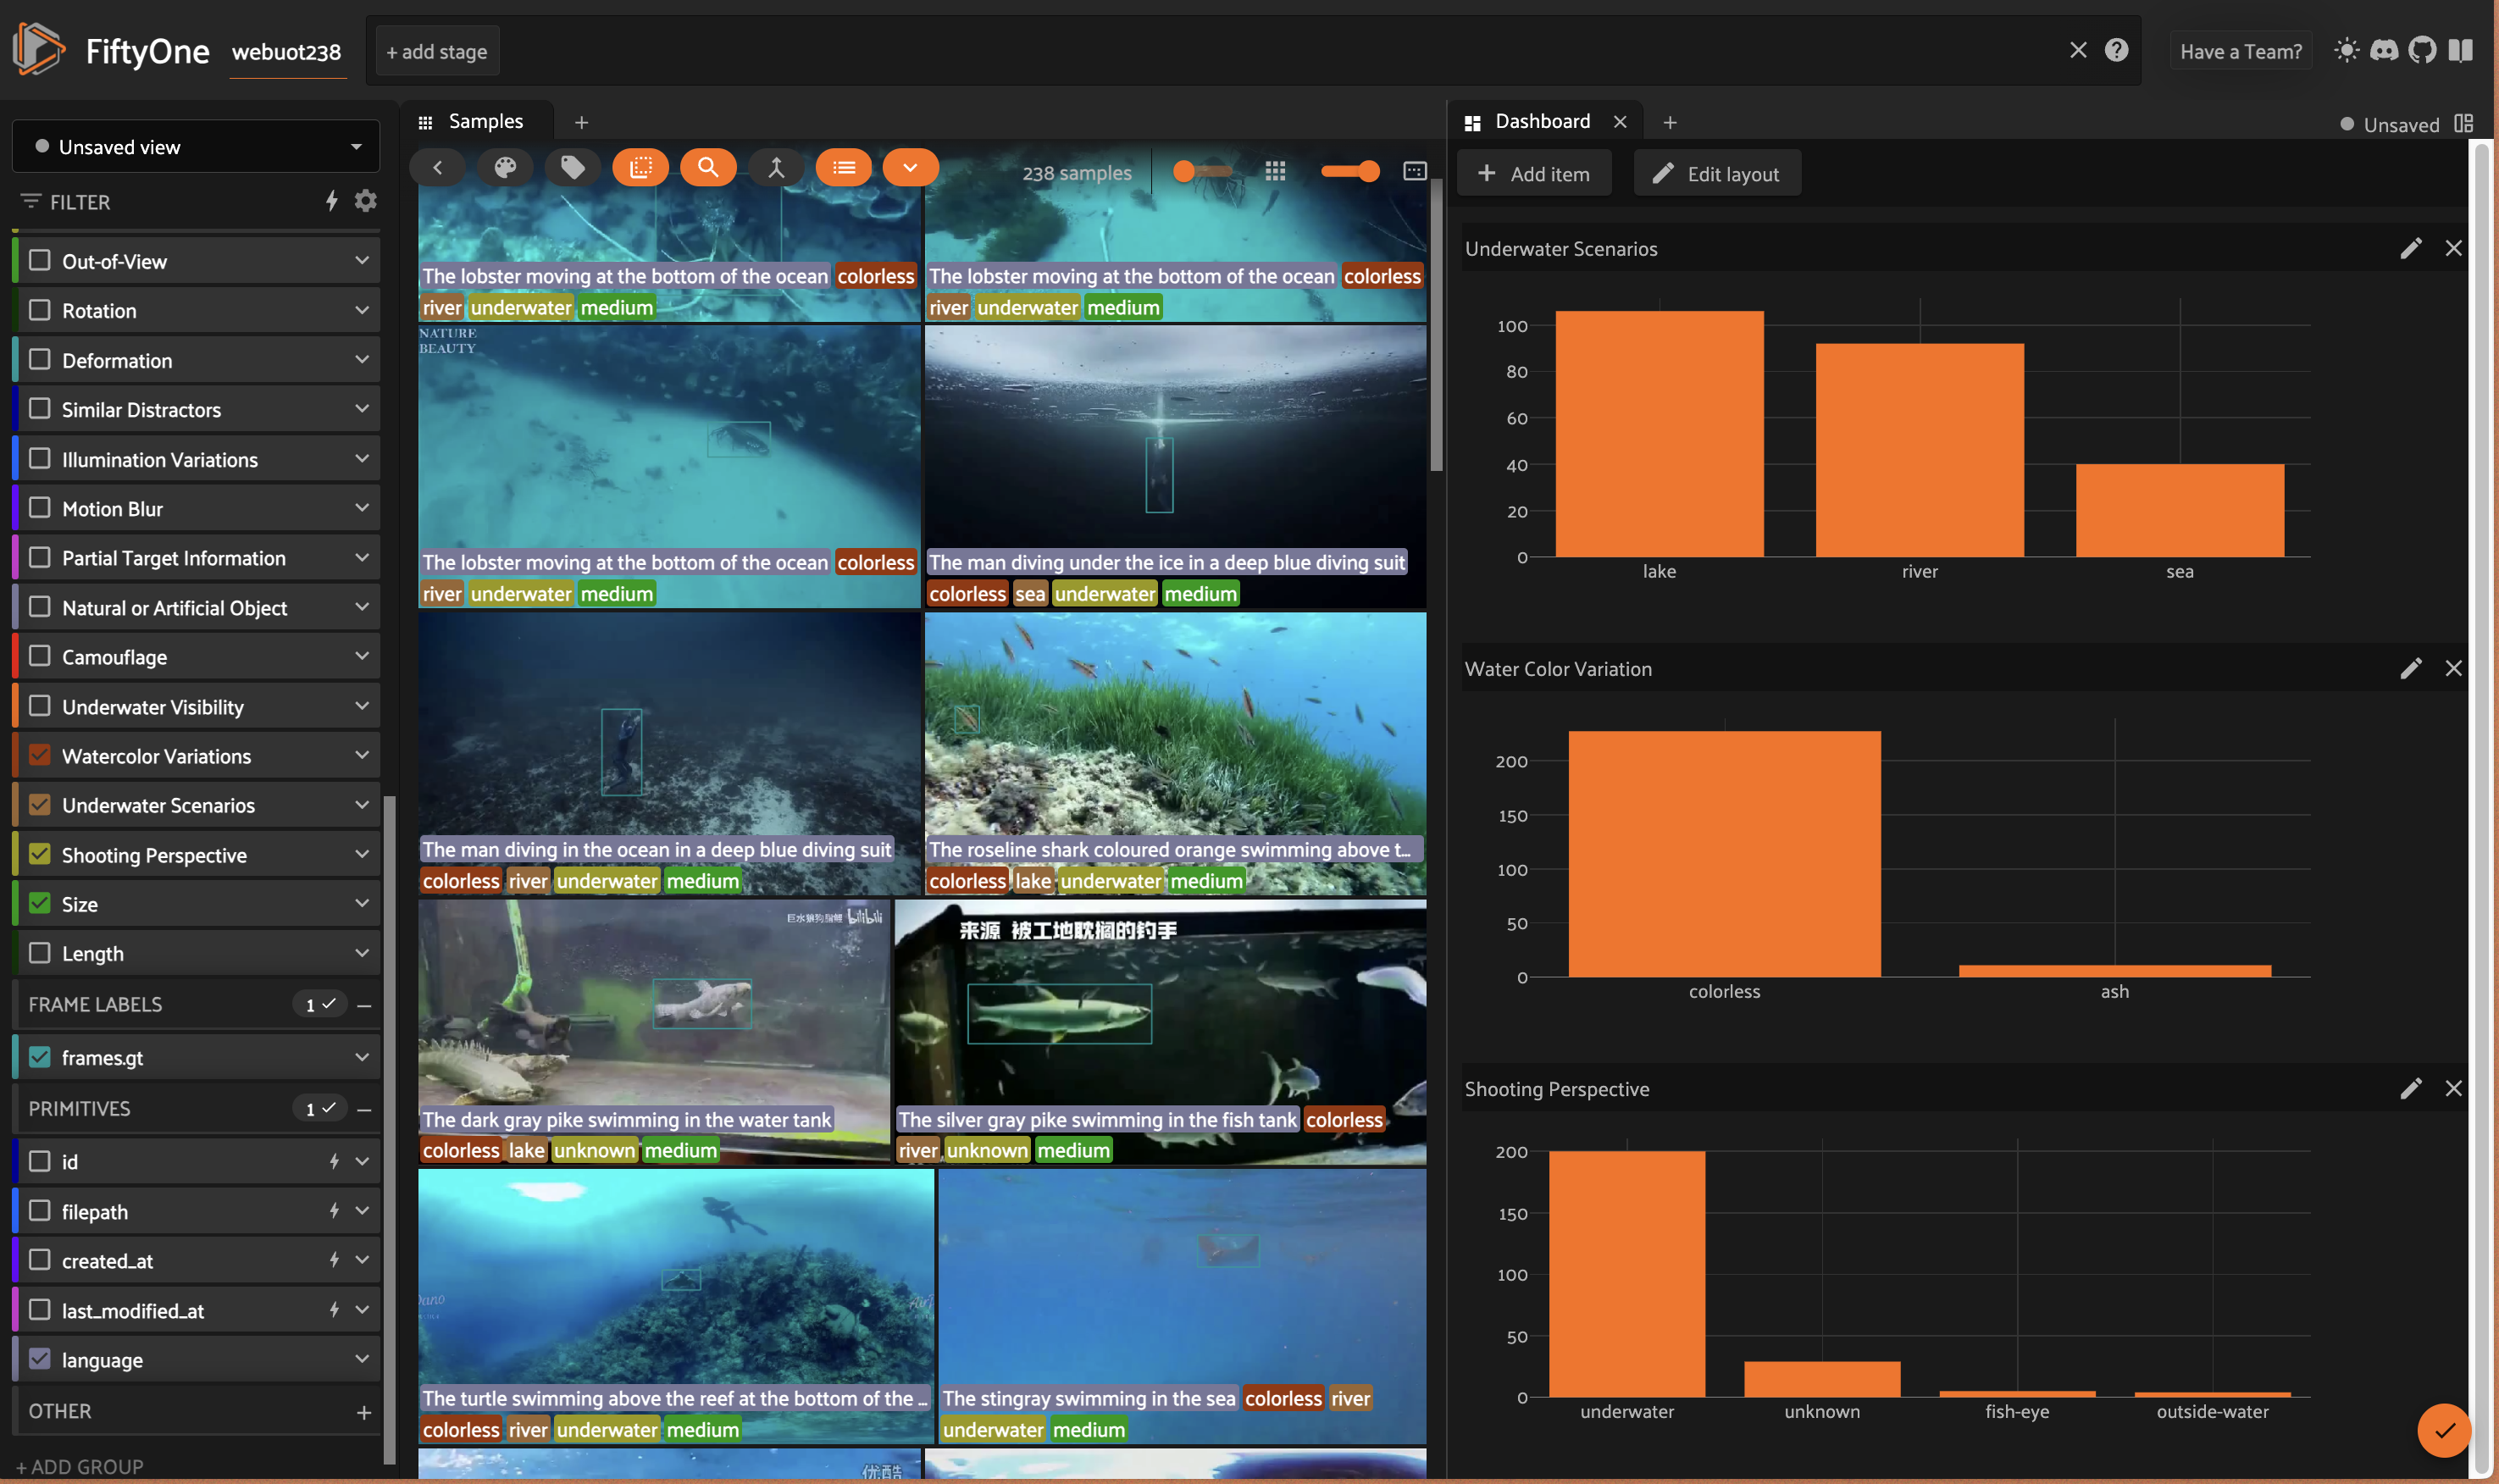 FiftyOne
webuot238
+ add stage
Have a Team?
Unsaved view
FILTER
Out-of-View
Rotation
Deformation
Similar Distractors
Illumination Variations
Motion Blur
Partial Target Information
Natural or Artificial Object
Camouflage
Underwater Visibility
Watercolor Variations
Underwater Scenarios
Shooting Perspective
Size
Length
FRAME LABELS
1
frames.gt
PRIMITIVES
1
id
filepath
created_at
last_modified_at
language
OTHER
+ ADD GROUP
Samples
238 samples
The lobster moving at the bottom of the ocean colorless
river underwater medium
The lobster moving at the bottom of the ocean colorless
river underwater medium
NATURE
BEAUTY
The lobster moving at the bottom of the ocean colorless
river underwater medium
The man diving under the ice in a deep blue diving suit
colorless sea underwater medium
The man diving in the ocean in a deep blue diving suit
colorless river underwater medium
The roseline shark coloured orange swimming above t...
colorless lake underwater medium
bilibili
The dark gray pike swimming in the water tank
colorless lake unknown medium
来源 被工地耽搁的钓手
The silver gray pike swimming in the fish tank colorless
river unknown medium
The turtle swimming above the reef at the bottom of the ...
colorless river underwater medium
The stingray swimming in the sea colorless river
underwater medium
优酷
Dashboard
Unsaved
Add item
Edit layout
Underwater Scenarios
100
80
60
40
20
0
lake river sea
Water Color Variation
200
150
100
50
0
colorless ash
Shooting Perspective
200
150
100
50
0
underwater unknown fish-eye outside-water